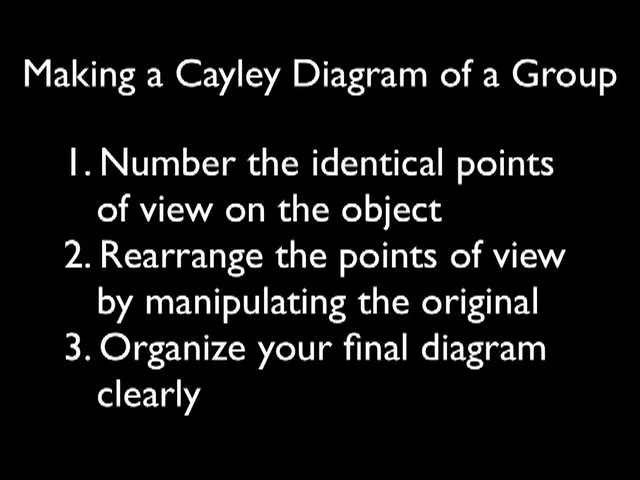 Making a Cayley Diagram of a Group
1. Number the identical points
of view on the object
2. Rearrange the points of view
by manipulating the original
3. Organize your final diagram
clearly